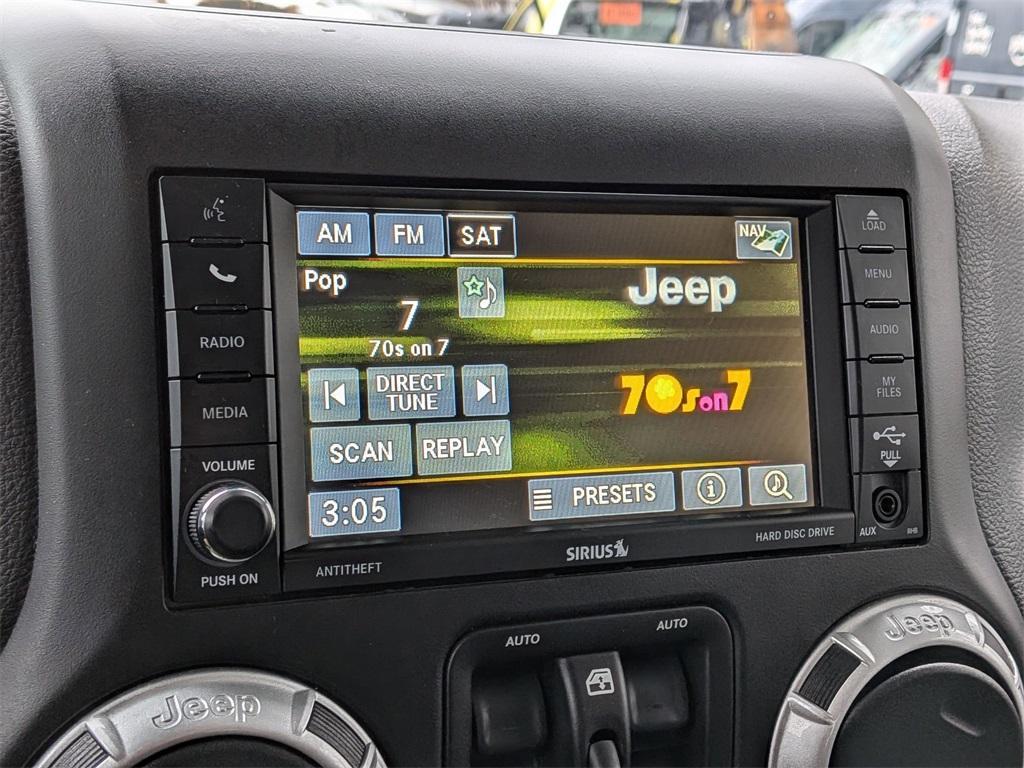 AM FM SAT NAV
LOAD
Pop
Jeep
MENU
7
70s on 7
RADIO
AUDIO
DIRECT
TUNE
70s on 7
MY
FILES
MEDIA
SCAN REPLAY
PULL
VOLUME
3:05
PRESETS
PUSH ON
ANTITHEFT
SIRIUS
HARD DISC DRIVE
AUX
RHB
AUTO
AUTO
Jeep
Jeep